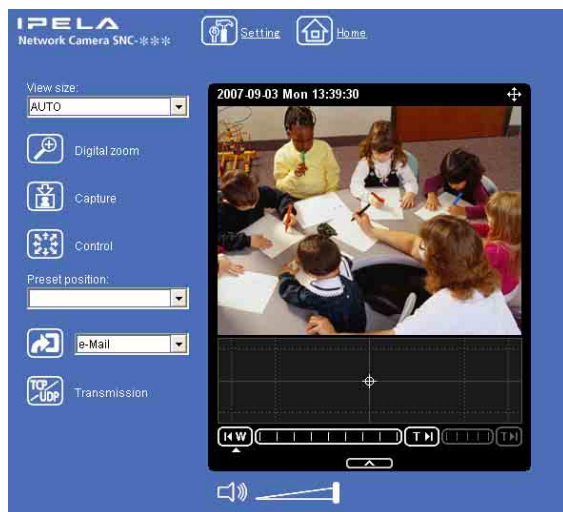 IPELA
Network Camera SNC-***
Setting
Home
View size:
AUTO
2007-09-03 Mon 13:39:30
Digital zoom
Capture
Control
Preset position:
e-Mail
TCP/UDP
Transmission
W
T
T